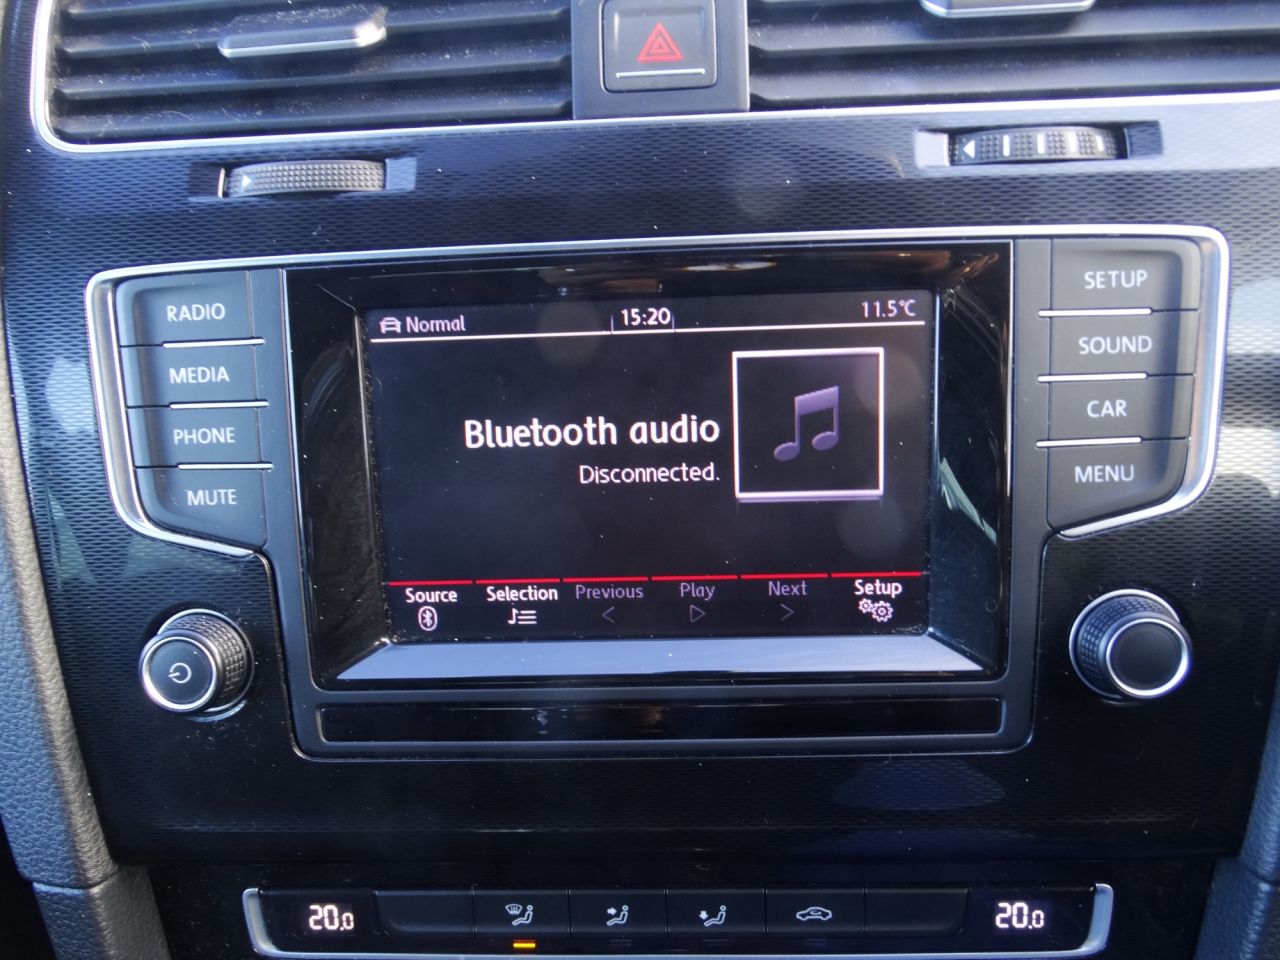 Normal 15:20 11.5°C
RADIO
MEDIA
PHONE
MUTE
Bluetooth audio
Disconnected.
Source Selection Previous Play Next Setup
SETUP
SOUND
CAR
MENU
20.0 20.0